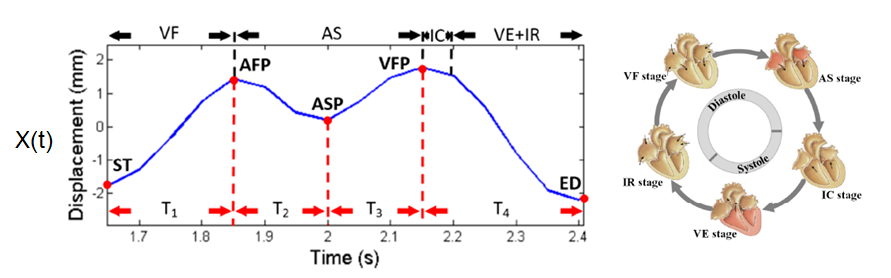 VF AS IC VE+IR
X(t)
Displacement (mm)
2
1
0
-1
-2
ST
AFP
ASP
VFP
ED
T1 T2 T3 T4
1.7 1.8 1.9 2 2.1 2.2 2.3 2.4
Time (s)
VF stage
AS stage
Diastole
Systole
IR stage
IC stage
VE stage